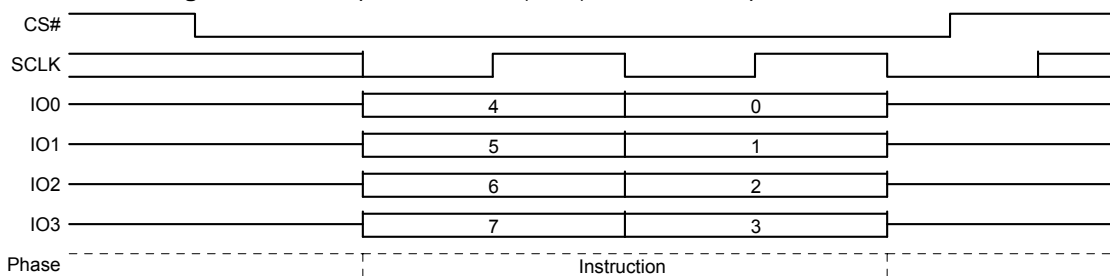 CS#
SCLK
IO0 4 0
IO1 5 1
IO2 6 2
IO3 7 3
Phase Instruction